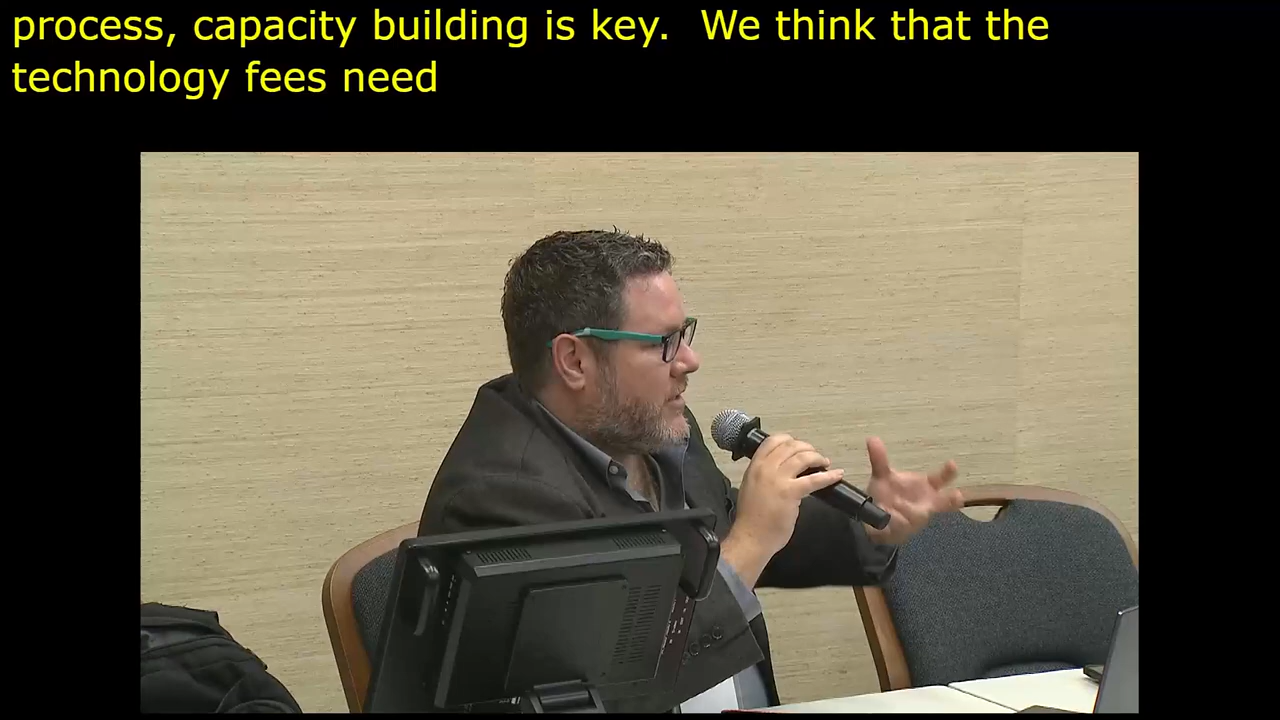 process, capacity building is key.  We think that the
technology fees need